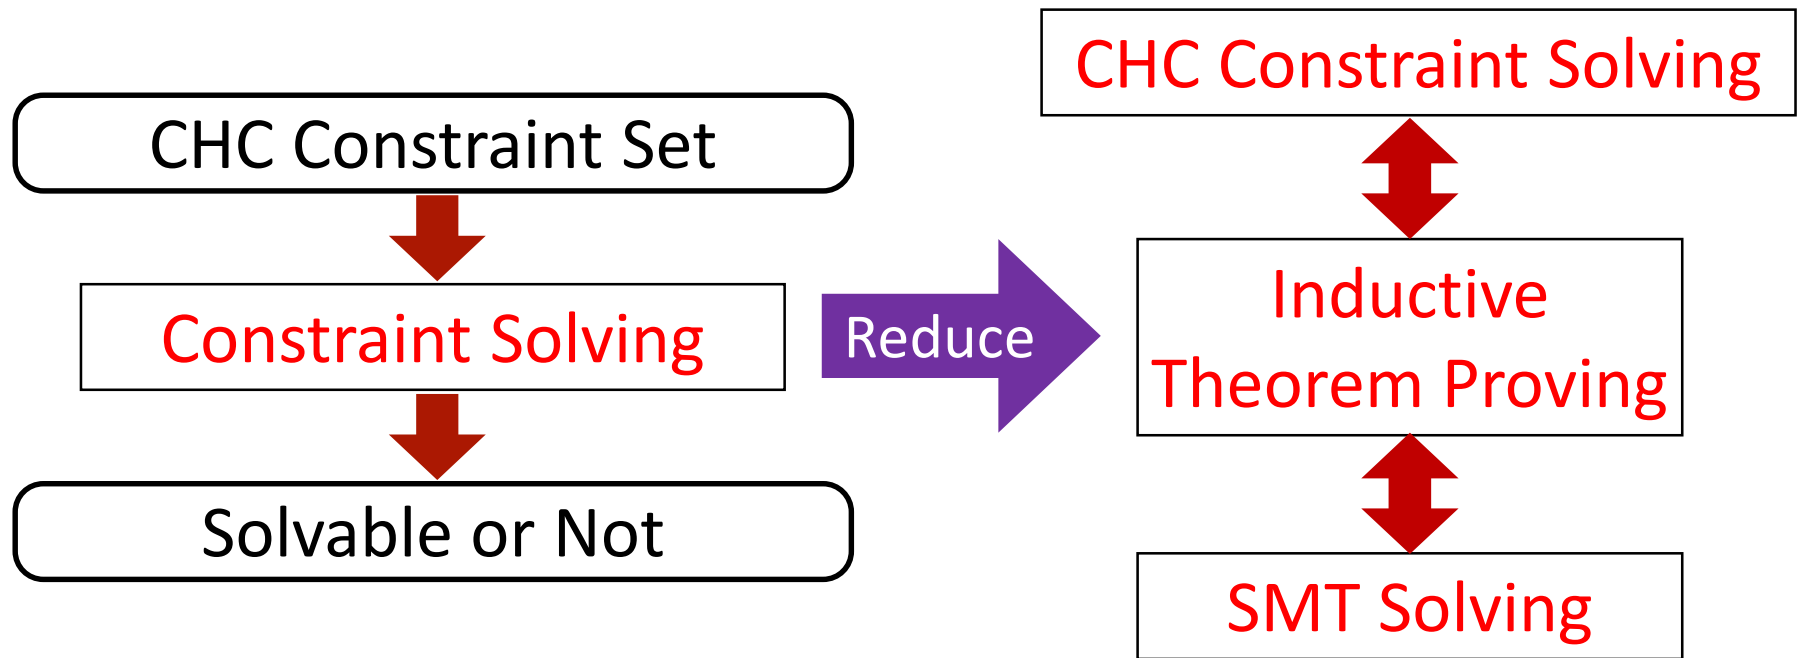 CHC Constraint Set
Constraint Solving
Solvable or Not
Reduce
CHC Constraint Solving
Inductive
Theorem Proving
SMT Solving